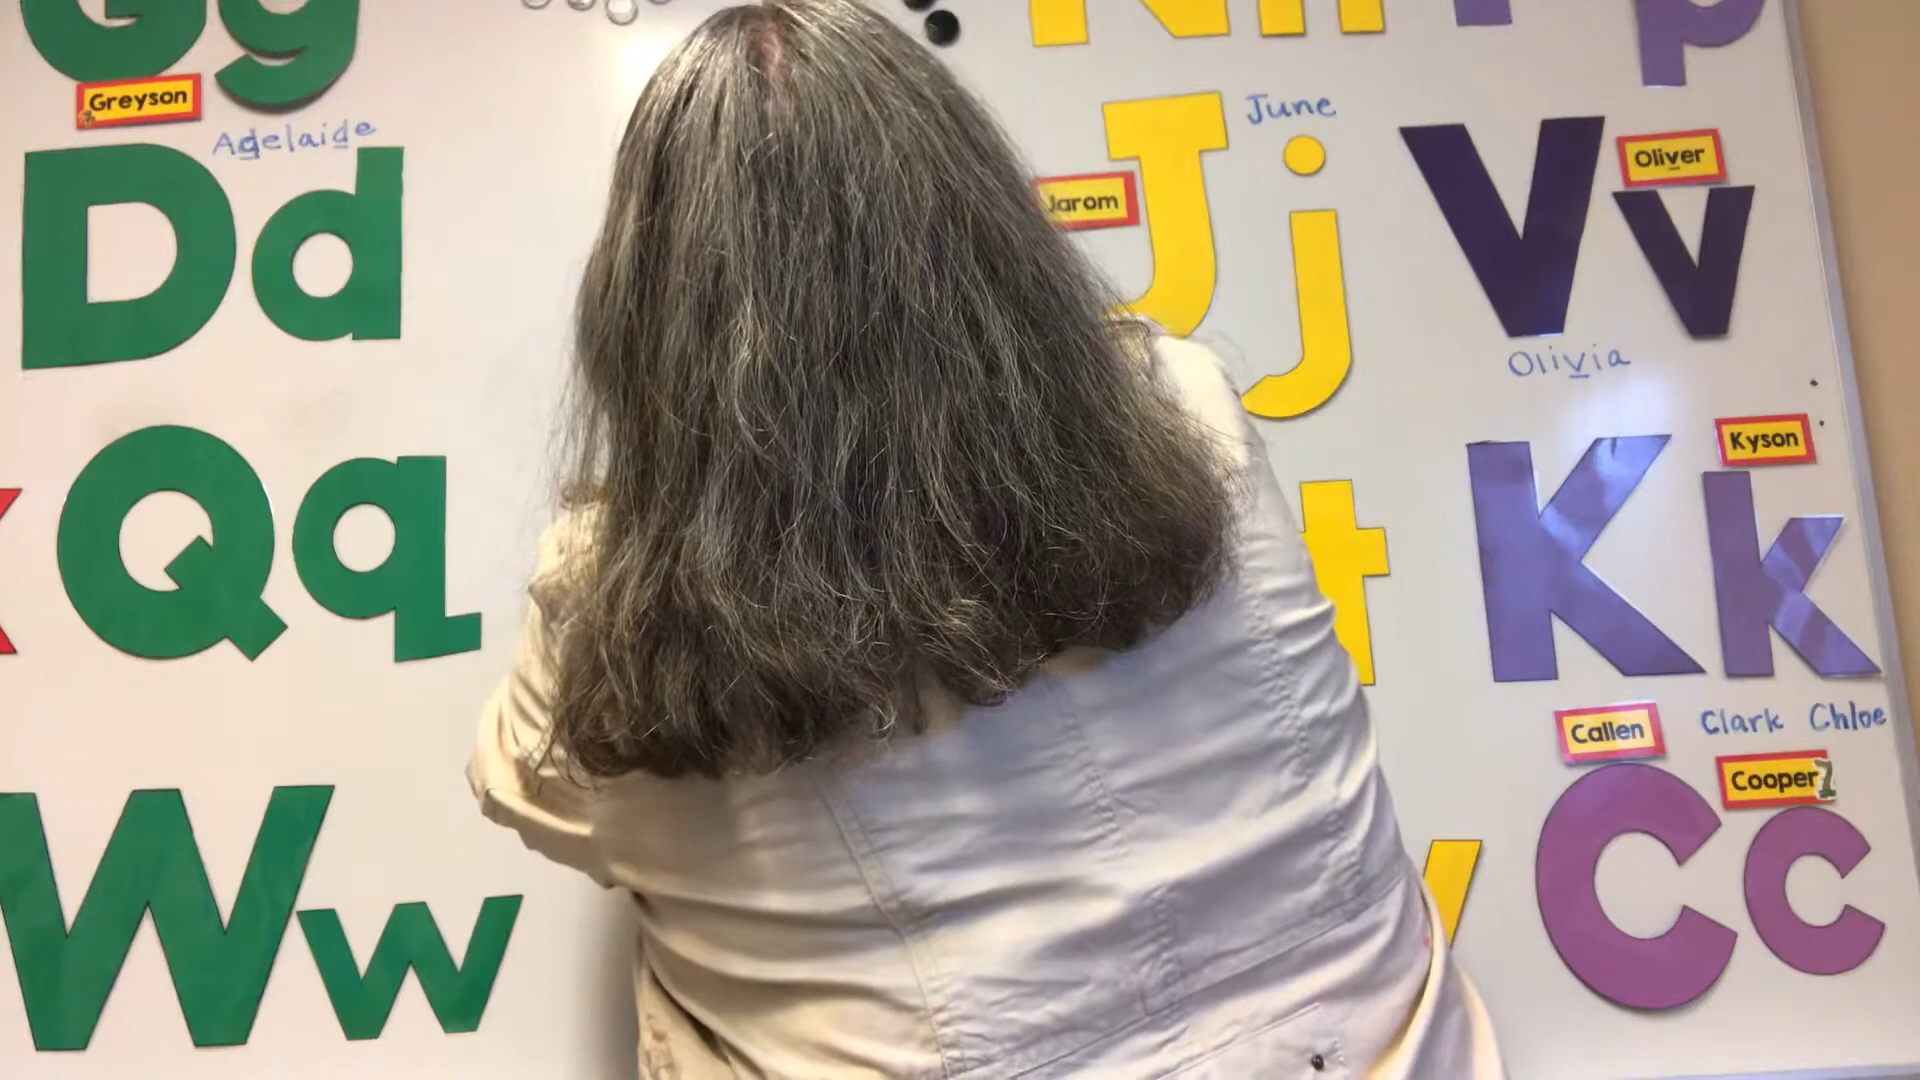 Gg
Greyson
Adelaide
Dd
Qq
Ww
June
Jarom
Jj
t
Pp
Oliver
Vv
Olivia
Kyson
Kk
Callen
Clark Chloe
Cooper
Cc